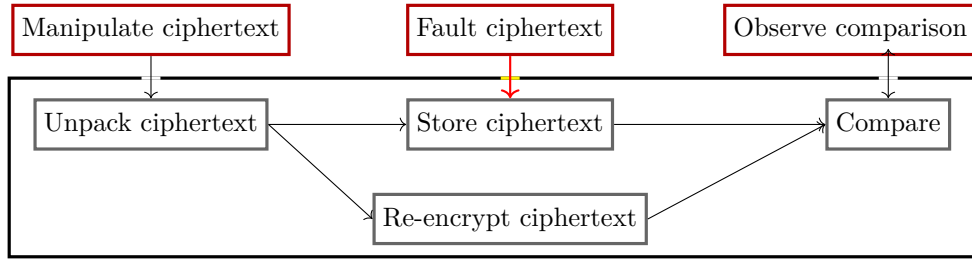 Manipulate ciphertext
Fault ciphertext
Observe comparison
Unpack ciphertext
Store ciphertext
Compare
Re-encrypt ciphertext